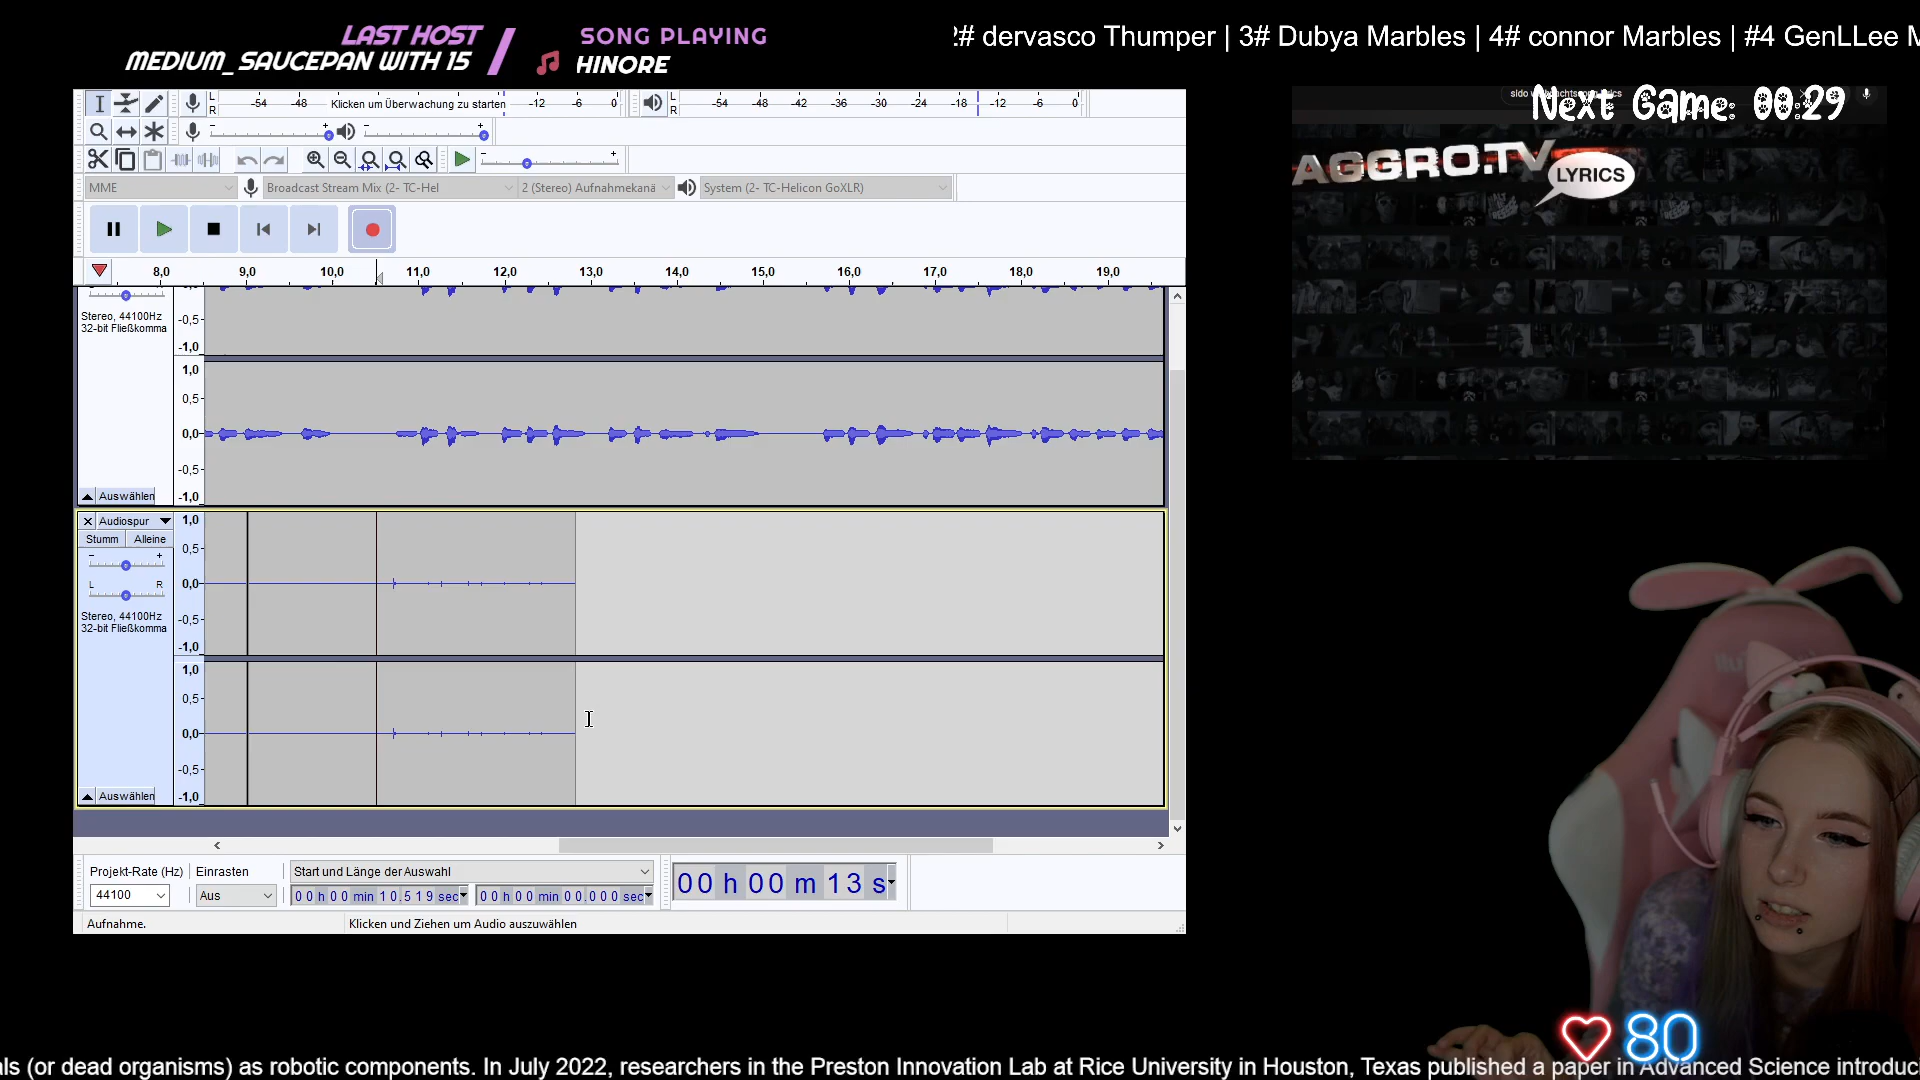 LAST HOST
MEDIUM_SAUCEPAN WITH 15
SONG PLAYING
HINORE
# dervasco Thumper | 3# Dubya Marbles | 4# connor Marbles | #4 GenLLee
Next Game: 00:29
L
R
-54 -48 Klicken um Überwachung zu starten -12 -6 0
L
R
-54 -48 -42 -36 -30 -24 -18 -12 -6 0
- + - +
- +
MME
Broadcast Stream Mix (2- TC-Hel
2 (Stereo) Aufnahmekanä
System (2- TC-Helicon GoXLR)
8,0 9,0 10,0 11,0 12,0 13,0 14,0 15,0 16,0 17,0 18,0 19,0
Stereo, 44100Hz
32-bit Fließkomma
-0,5
-1,0
1,0
0,5
0,0
-0,5
-1,0
Auswählen
Audiospur
Stumm Alleine
- +
L R
Stereo, 44100Hz
32-bit Fließkomma
1,0
0,5
0,0
-0,5
-1,0
1,0
0,5
0,0
-0,5
-1,0
Auswählen
Projekt-Rate (Hz)
Einrasten
Start und Länge der Auswahl
44100
Aus
00 h 00 min 10.519 sec
00 h 00 min 00.000 sec
00 h 00 m 13 s
Aufnahme.
Klicken und Ziehen um Audio auszuwählen
AGGRO.TV
LYRICS
80
als (or dead organisms) as robotic components. In July 2022, researchers in the Preston Innovation Lab at Rice University in Houston, Texas published a paper in Advanced Science introduc